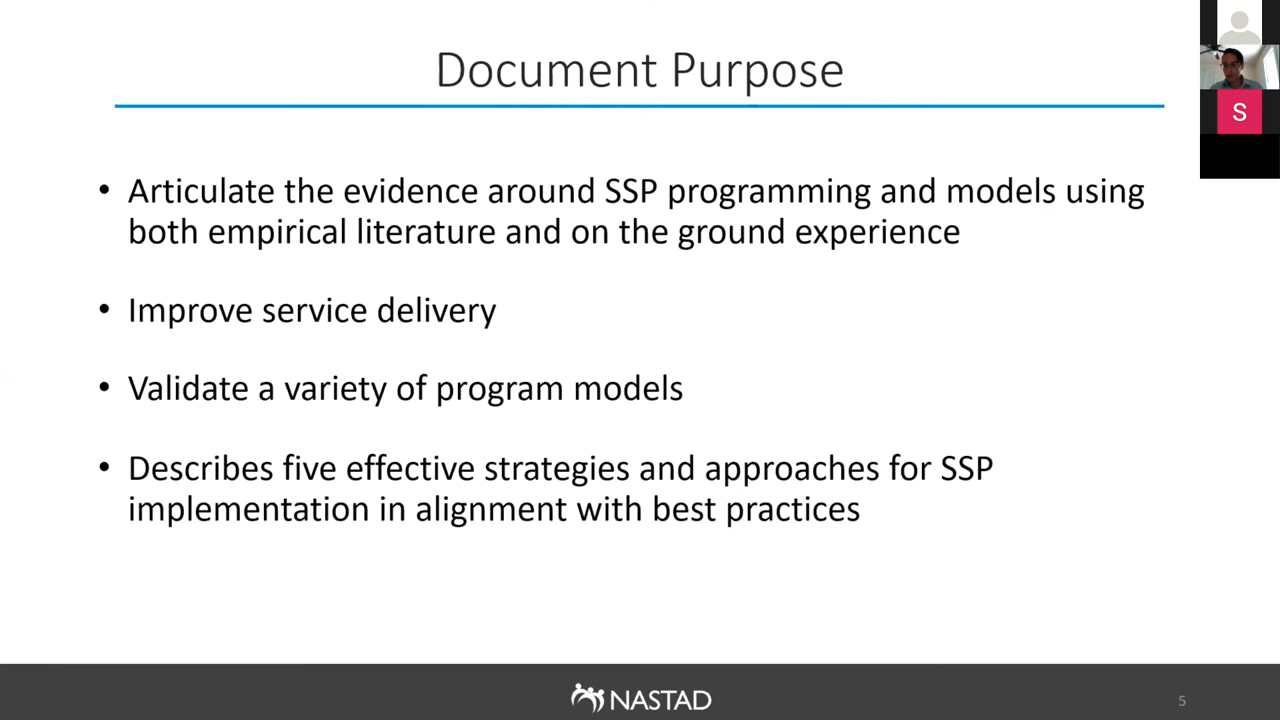 Document Purpose
S
• Articulate the evidence around SSP programming and models using
both empirical literature and on the ground experience
• Improve service delivery
• Validate a variety of program models
• Describes five effective strategies and approaches for SSP
implementation in alignment with best practices
NASTAD
5